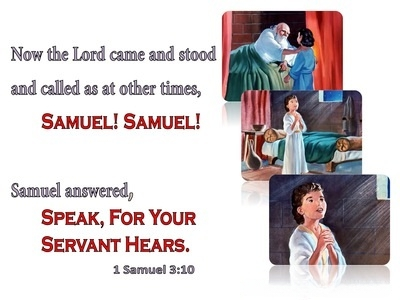 Now the Lord came and stood
and called as at other times,
SAMUEL! SAMUEL!
Samuel answered,
SPEAK, FOR YOUR
SERVANT HEARS.
1 Samuel 3:10